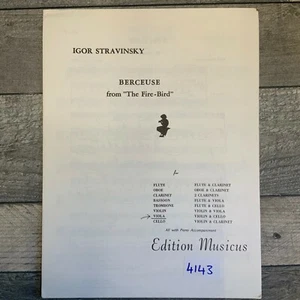 IGOR STRAVINSKY
BERCEUSE
from "The Fire-Bird"
for
FLUTE FLUTE & CLARINET
OBOE OBOE & CLARINET
CLARINET 2 CLARINETS
BASSOON FLUTE & VIOLA
TROMBONE FLUTE & CELLO
VIOLIN VIOLIN & VIOLA
VIOLA VIOLIN & CELLO
CELLO VIOLIN & CLARINET
All with Piano Accompaniment
Edition Musicus
4143